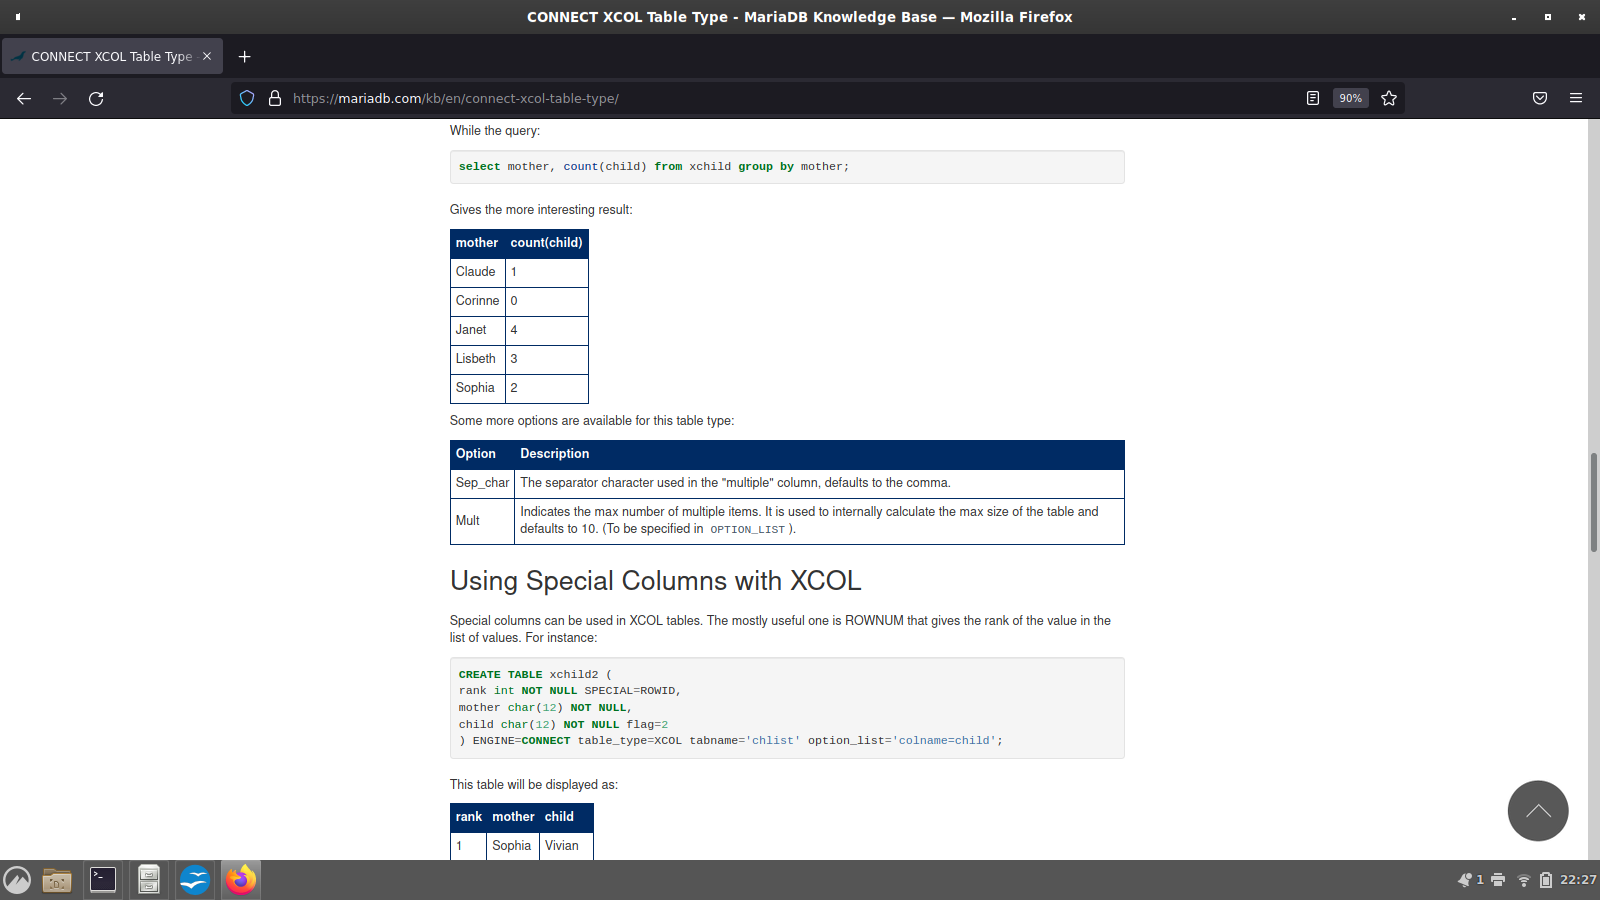 CONNECT XCOL Table Type - MariaDB Knowledge Base — Mozilla Firefox
CONNECT XCOL Table Type
https://mariadb.com/kb/en/connect-xcol-table-type/
90%
While the query:
select mother, count(child) from xchild group by mother;
Gives the more interesting result:
mother count(child)
Claude 1
Corinne 0
Janet 4
Lisbeth 3
Sophia 2
Some more options are available for this table type:
Option Description
Sep_char The separator character used in the "multiple" column, defaults to the comma.
Mult Indicates the max number of multiple items. It is used to internally calculate the max size of the table and
defaults to 10. (To be specified in OPTION_LIST ).
Using Special Columns with XCOL
Special columns can be used in XCOL tables. The mostly useful one is ROWNUM that gives the rank of the value in the
list of values. For instance:
CREATE TABLE xchild2 (
rank int NOT NULL SPECIAL=ROWID,
mother char(12) NOT NULL,
child char(12) NOT NULL flag=2
) ENGINE=CONNECT table_type=XCOL tabname='chlist' option_list='colname=child';
This table will be displayed as:
rank mother child
1 Sophia Vivian
1
22:27